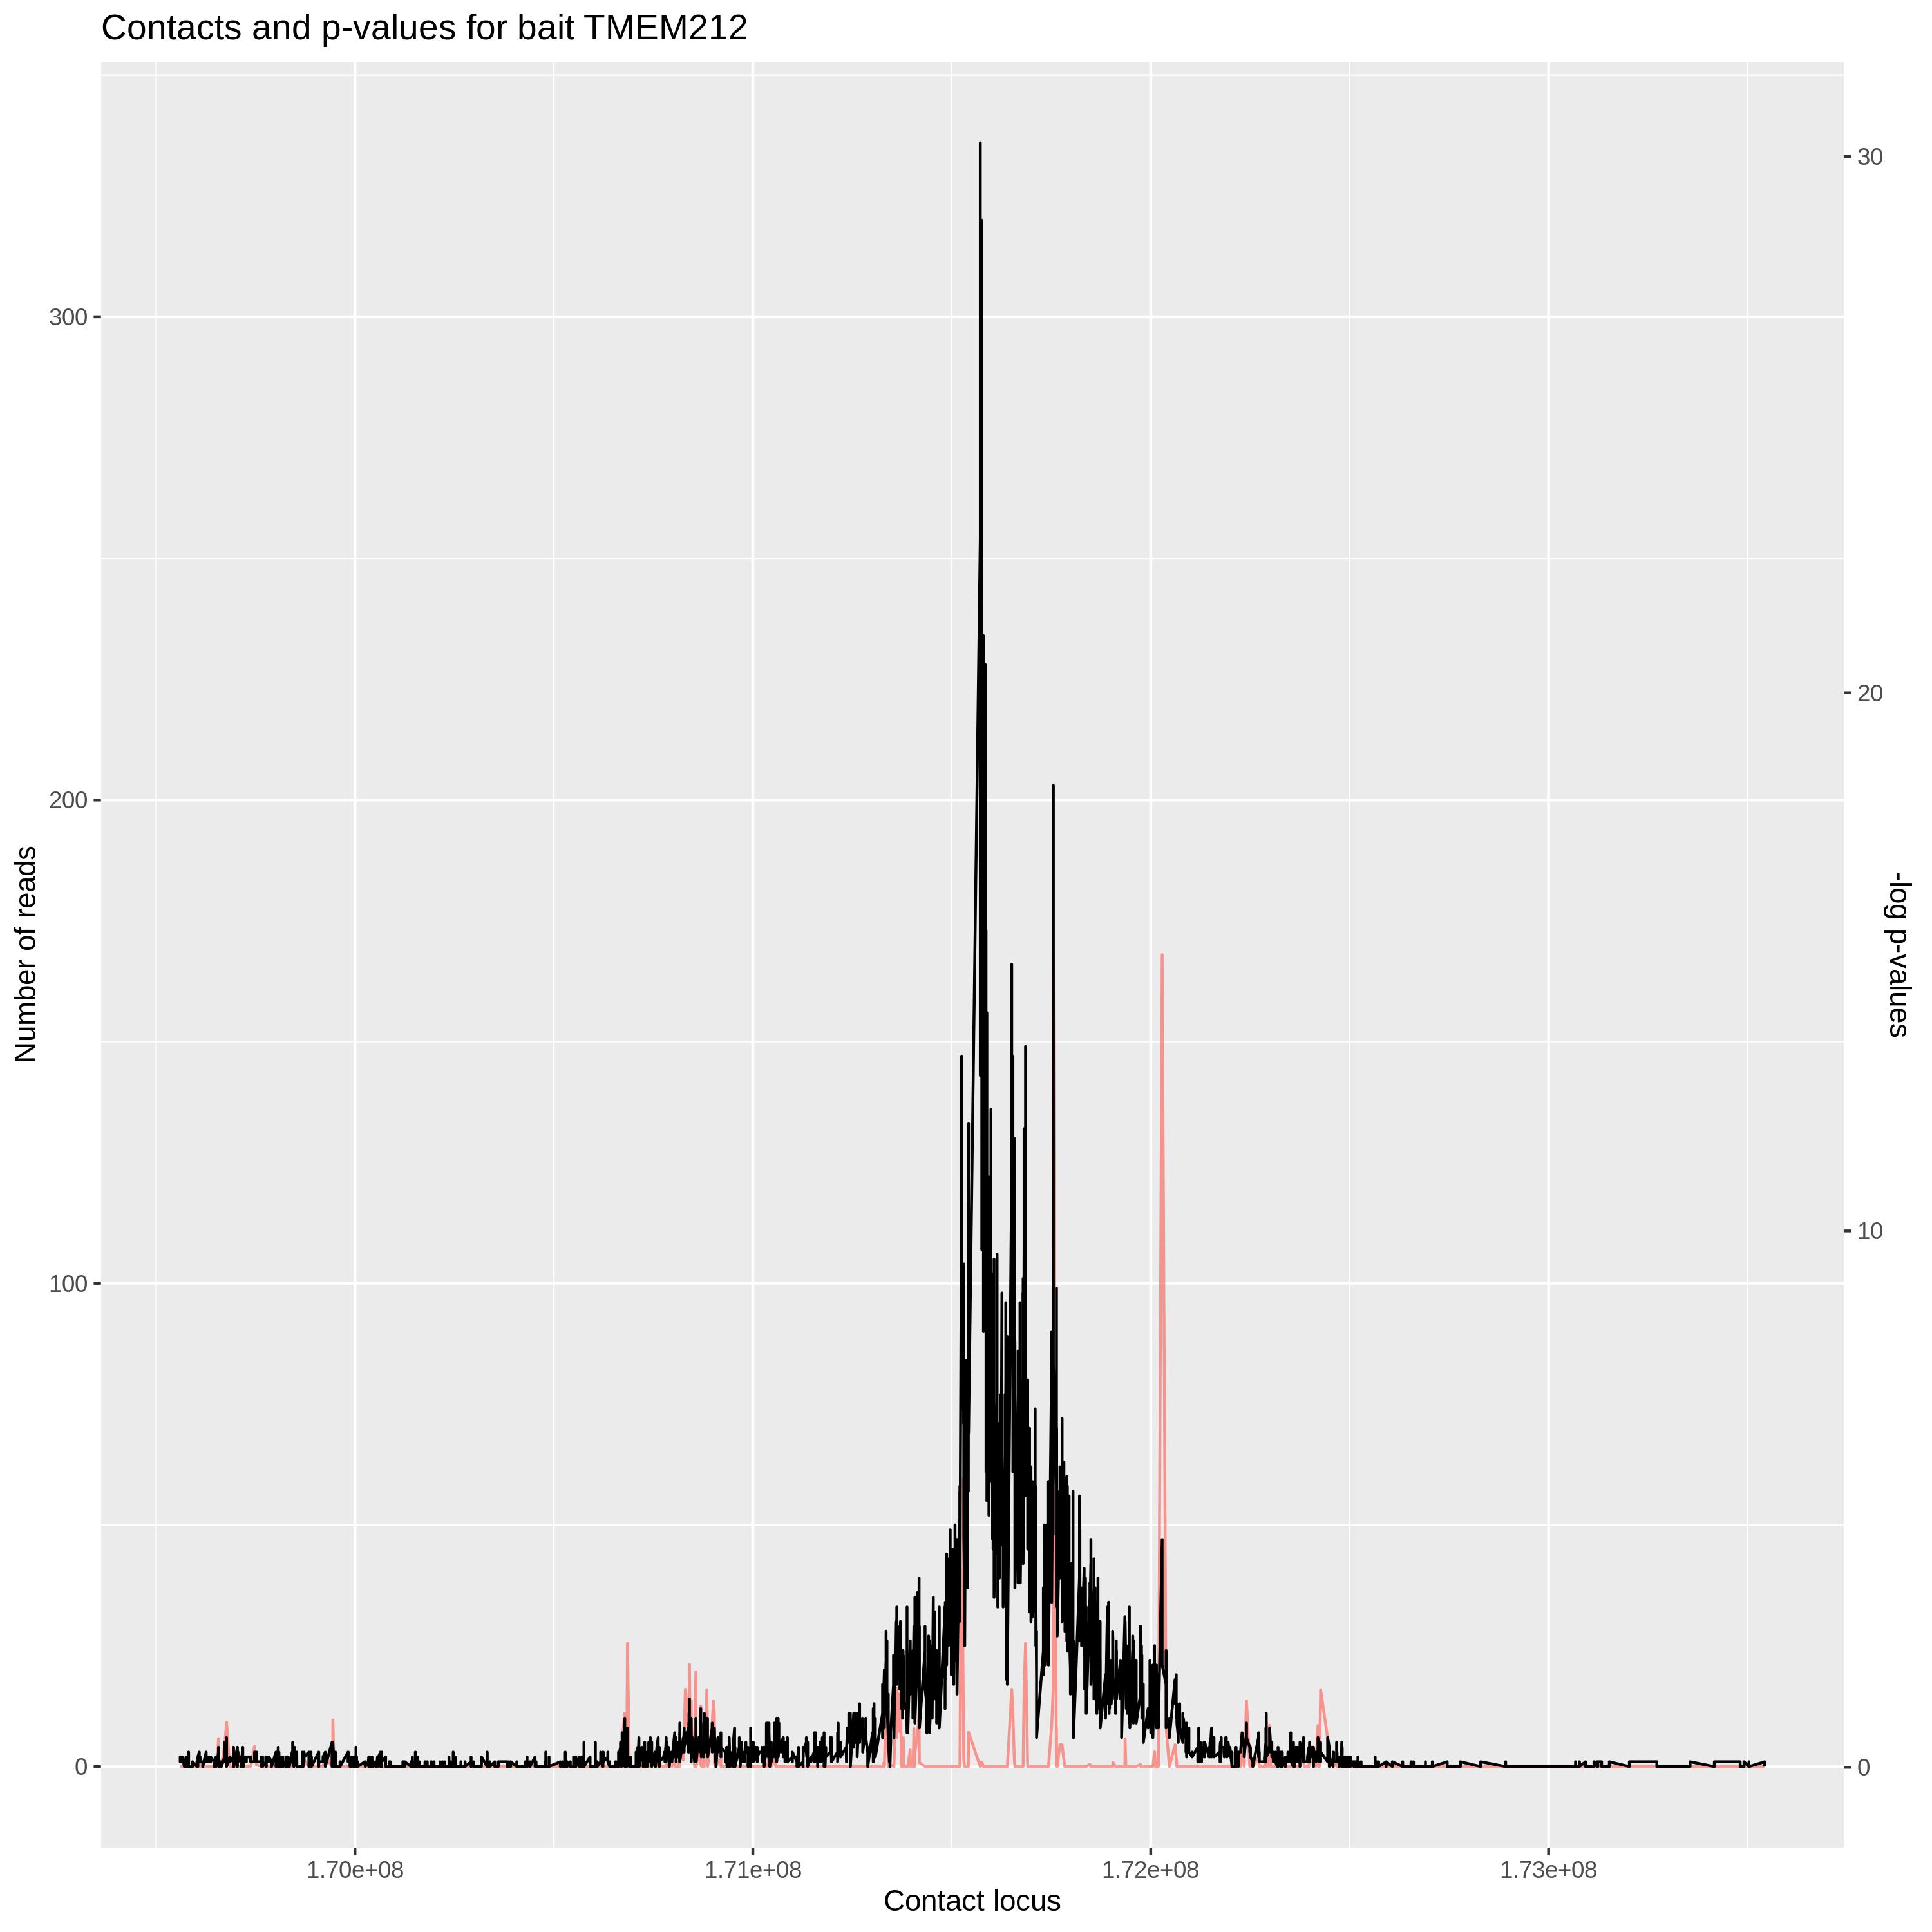 Contacts and p-values for bait TMEM212
Number of reads
300
200
100
0
30
20
10
0
-log p-values
1.70e+08 1.71e+08 1.72e+08 1.73e+08
Contact locus